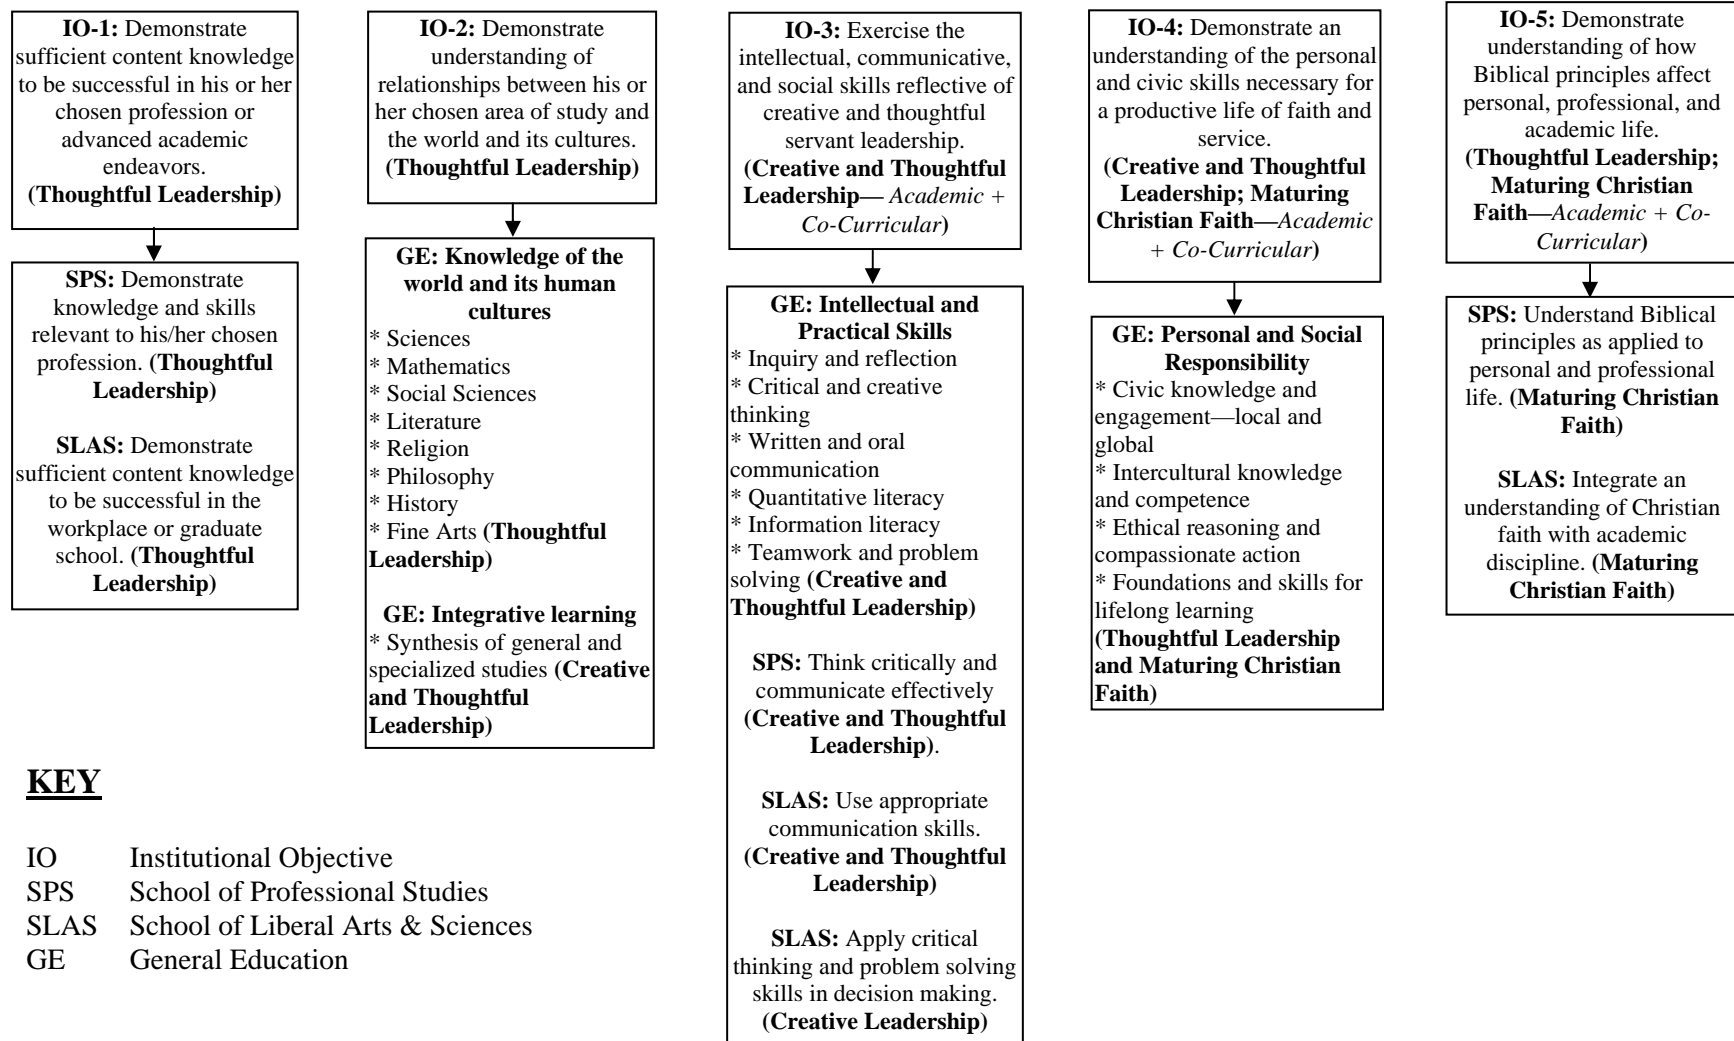 IO-1: Demonstrate
sufficient content knowledge
to be successful in his or her
chosen profession or
advanced academic
endeavors.
(Thoughtful Leadership)
SPS: Demonstrate
knowledge and skills
relevant to his/her chosen
profession. (Thoughtful
Leadership)
SLAS: Demonstrate
sufficient content knowledge
to be successful in the
workplace or graduate
school. (Thoughtful
Leadership)
IO-2: Demonstrate
understanding of
relationships between his or
her chosen area of study and
the world and its cultures.
(Thoughtful Leadership)
GE: Knowledge of the
world and its human
cultures
* Sciences
* Mathematics
* Social Sciences
* Literature
* Religion
* Philosophy
* History
* Fine Arts (Thoughtful
Leadership)
GE: Integrative learning
* Synthesis of general and
specialized studies (Creative
and Thoughtful
Leadership)
IO-3: Exercise the
intellectual, communicative,
and social skills reflective of
creative and thoughtful
servant leadership.
(Creative and Thoughtful
Leadership— Academic +
Co-Curricular)
GE: Intellectual and
Practical Skills
* Inquiry and reflection
* Critical and creative
thinking
* Written and oral
communication
* Quantitative literacy
* Information literacy
* Teamwork and problem
solving (Creative and
Thoughtful Leadership)
SPS: Think critically and
communicate effectively
(Creative and Thoughtful
Leadership).
SLAS: Use appropriate
communication skills.
(Creative and Thoughtful
Leadership)
SLAS: Apply critical
thinking and problem solving
skills in decision making.
(Creative Leadership)
IO-4: Demonstrate an
understanding of the personal
and civic skills necessary for
a productive life of faith and
service.
(Creative and Thoughtful
Leadership; Maturing
Christian Faith—Academic
+ Co-Curricular)
GE: Personal and Social
Responsibility
* Civic knowledge and
engagement—local and
global
* Intercultural knowledge
and competence
* Ethical reasoning and
compassionate action
* Foundations and skills for
lifelong learning
(Thoughtful Leadership
and Maturing Christian
Faith)
IO-5: Demonstrate
understanding of how
Biblical principles affect
personal, professional, and
academic life.
(Thoughtful Leadership;
Maturing Christian
Faith—Academic + Co-
Curricular)
SPS: Understand Biblical
principles as applied to
personal and professional
life. (Maturing Christian
Faith)
SLAS: Integrate an
understanding of Christian
faith with academic
discipline. (Maturing
Christian Faith)
KEY
IO Institutional Objective
SPS School of Professional Studies
SLAS School of Liberal Arts & Sciences
GE General Education